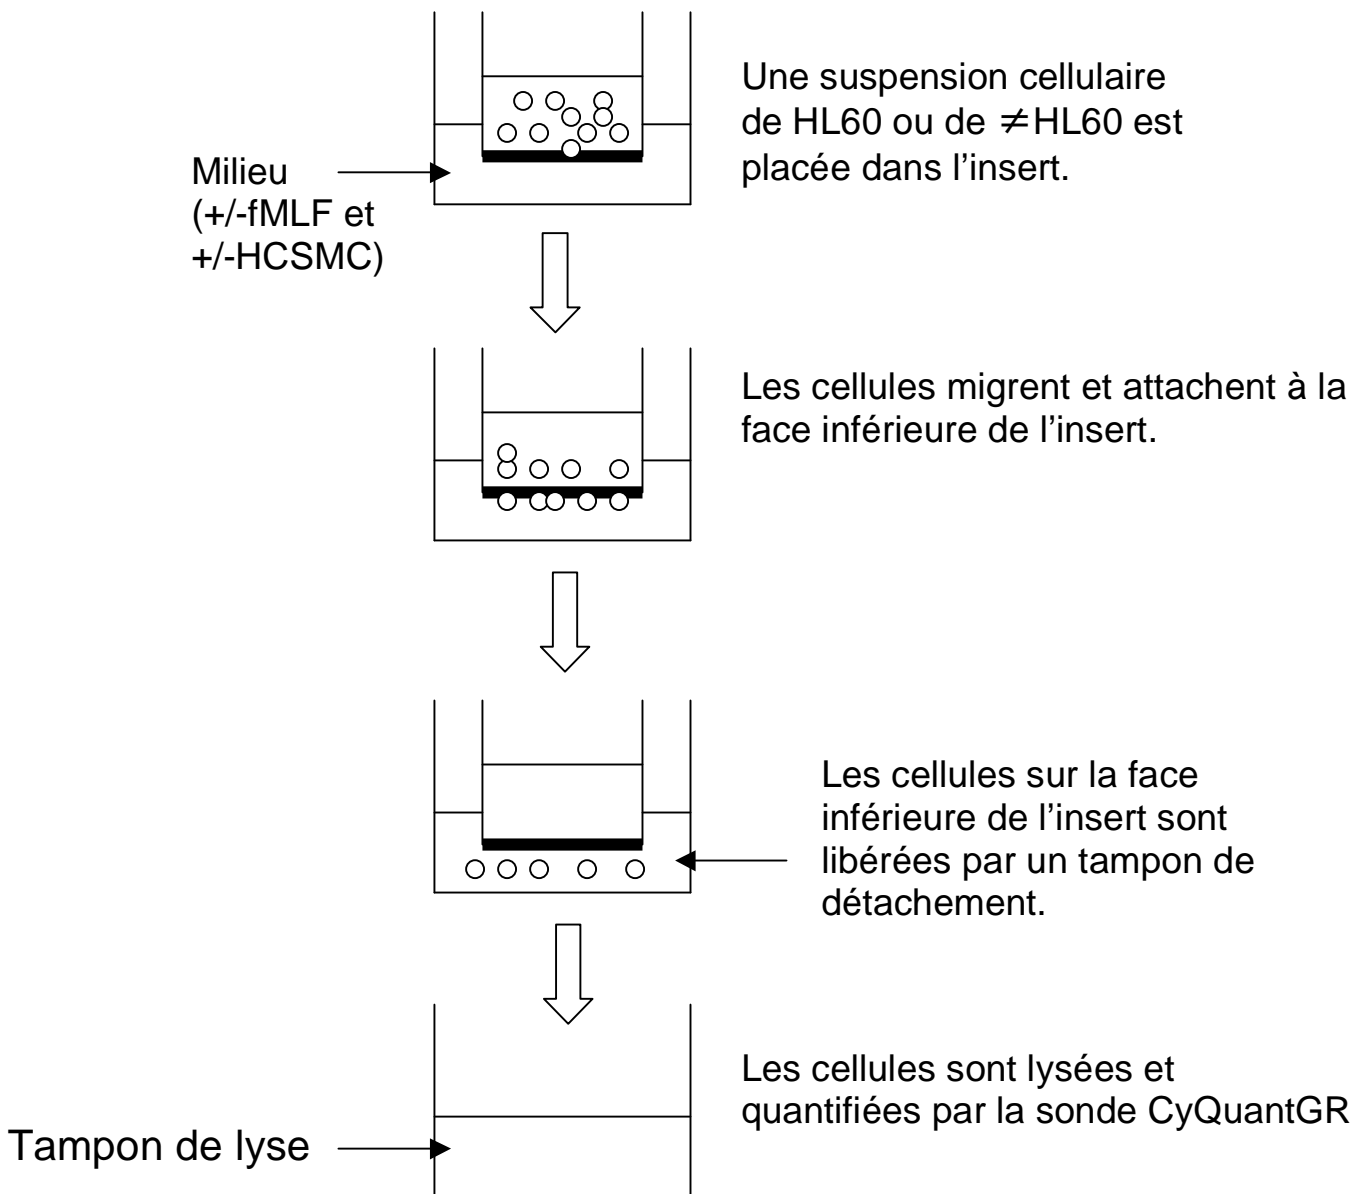 Une suspension cellulaire
de HL60 ou de ≠HL60 est
placée dans l’insert.
Milieu
(+/-fMLF et
+/-HCSMC)
Les cellules migrent et attachent à la
face inférieure de l’insert.
Les cellules sur la face
inférieure de l’insert sont
libérées par un tampon de
détachement.
Les cellules sont lysées et
quantifiées par la sonde CyQuantGR
Tampon de lyse